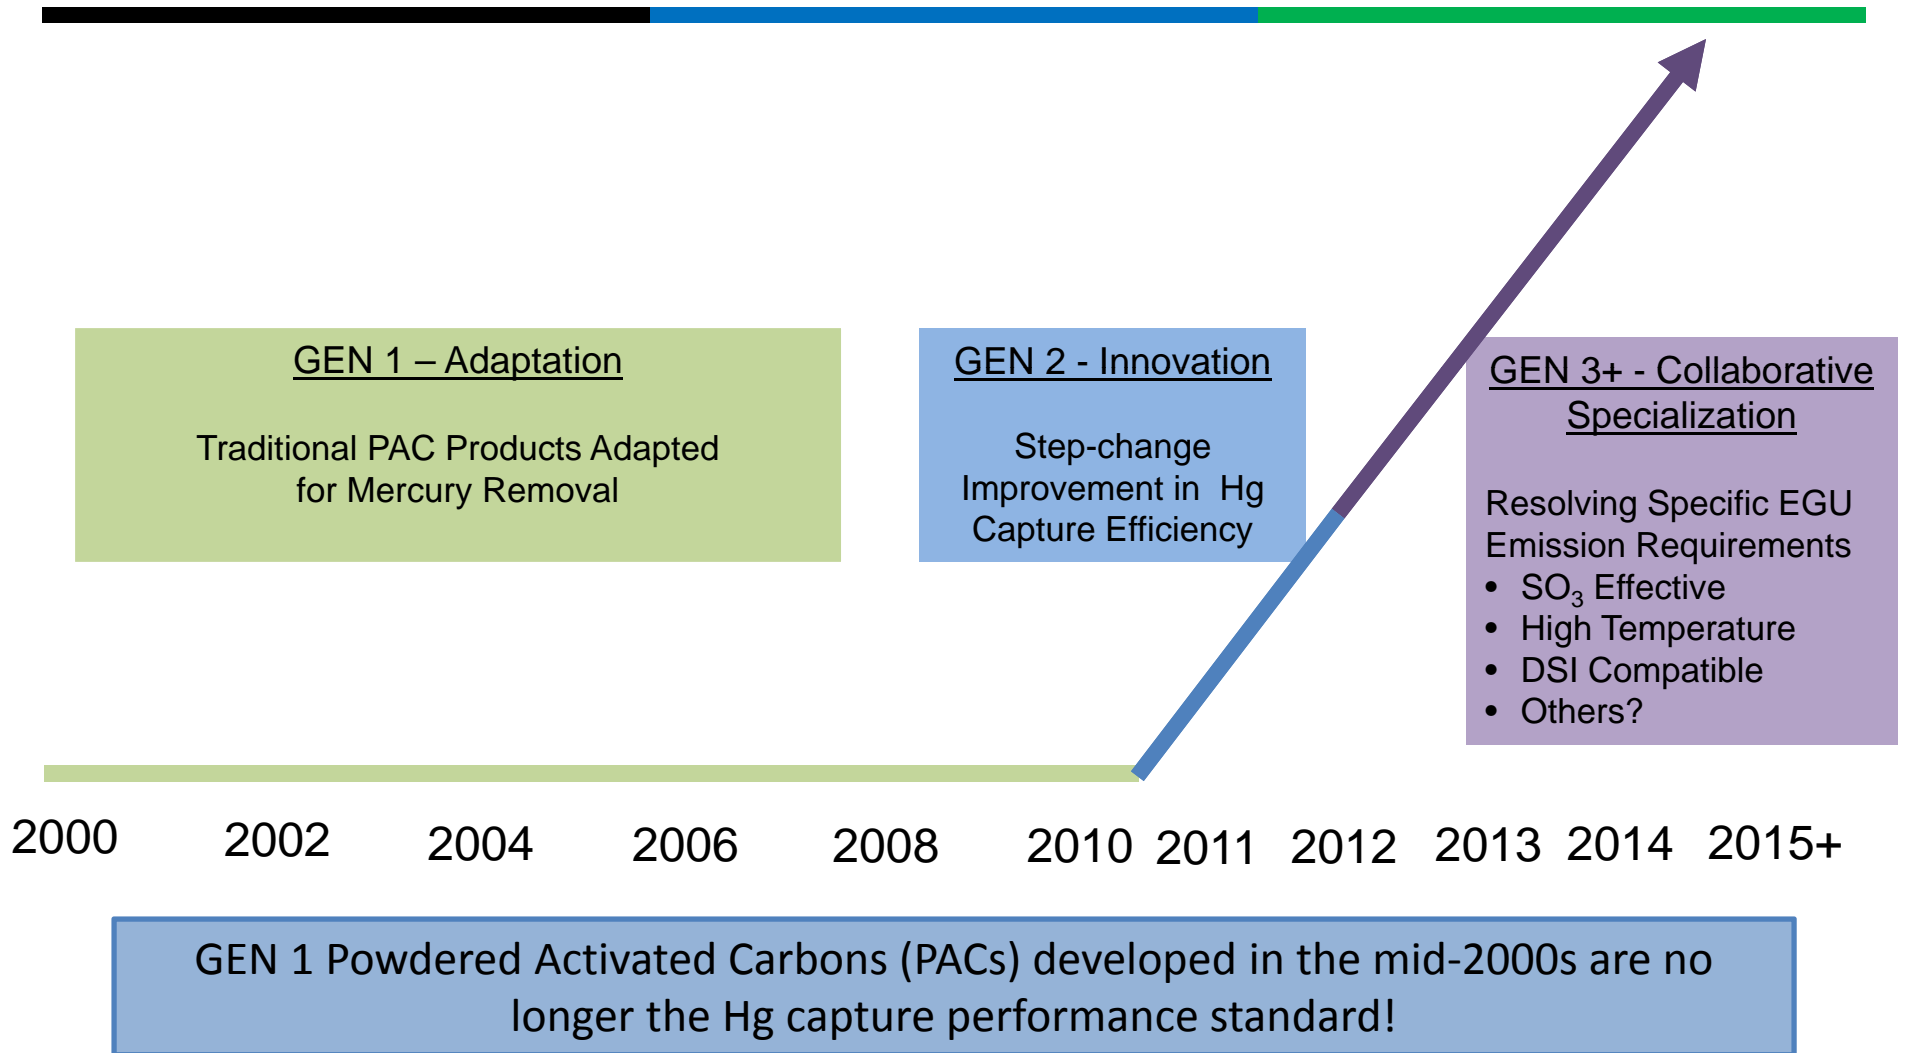 GEN 1 – Adaptation
Traditional PAC Products Adapted
for Mercury Removal
GEN 2 - Innovation
Step-change
Improvement in  Hg
Capture Efficiency
GEN 3+ - Collaborative
Specialization
Resolving Specific EGU
Emission Requirements
• SO₃ Effective
• High Temperature
• DSI Compatible
• Others?
2000 2002 2004 2006 2008 2010 2011 2012 2013 2014 2015+
GEN 1 Powdered Activated Carbons (PACs) developed in the mid-2000s are no
longer the Hg capture performance standard!